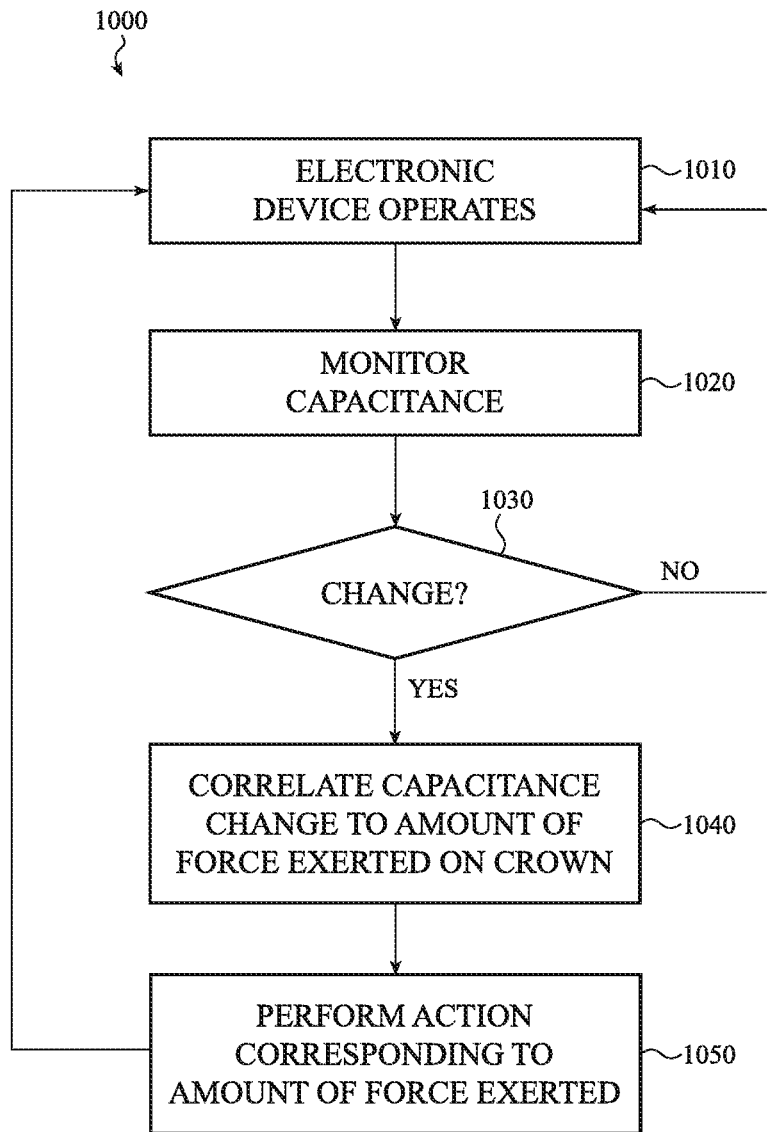 1000
ELECTRONIC
DEVICE OPERATES
1010
MONITOR
CAPACITANCE
1020
1030
CHANGE?
NO
YES
CORRELATE CAPACITANCE
CHANGE TO AMOUNT OF
FORCE EXERTED ON CROWN
1040
PERFORM ACTION
CORRESPONDING TO
AMOUNT OF FORCE EXERTED
1050